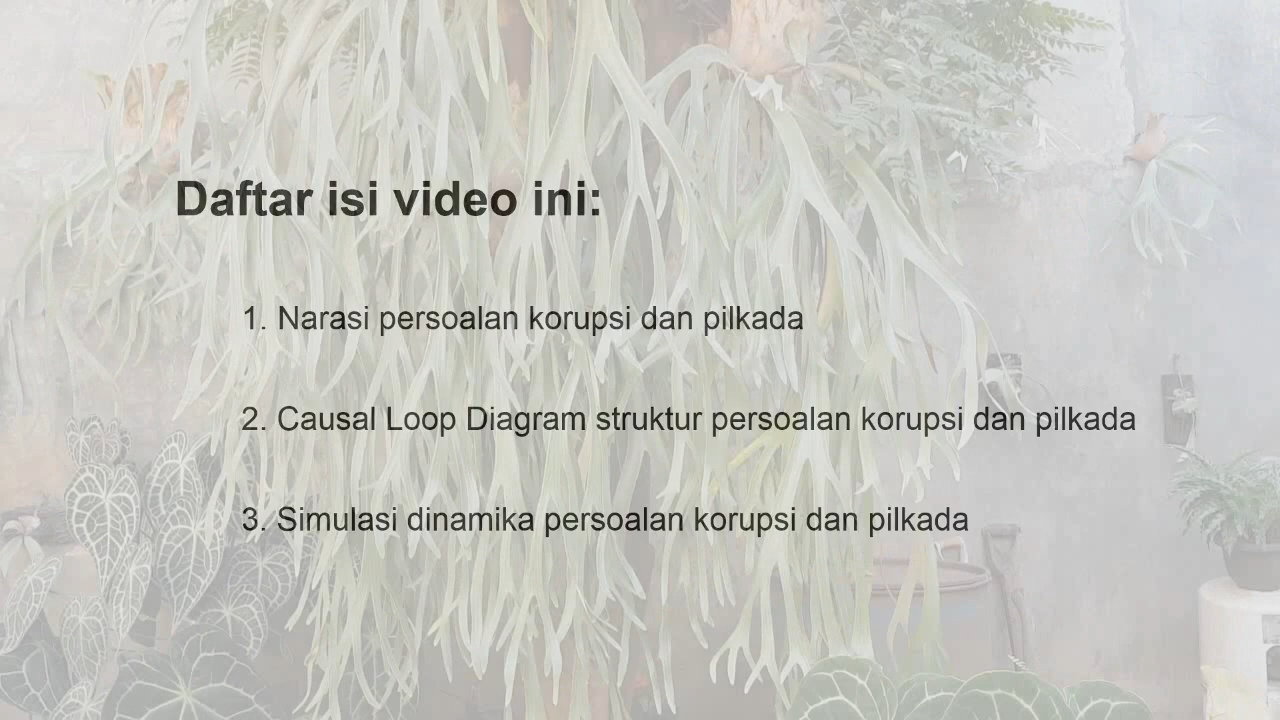 Daftar isi video ini:
1. Narasi persoalan korupsi dan pilkada
2. Causal Loop Diagram struktur persoalan korupsi dan pilkada
3. Simulasi dinamika persoalan korupsi dan pilkada